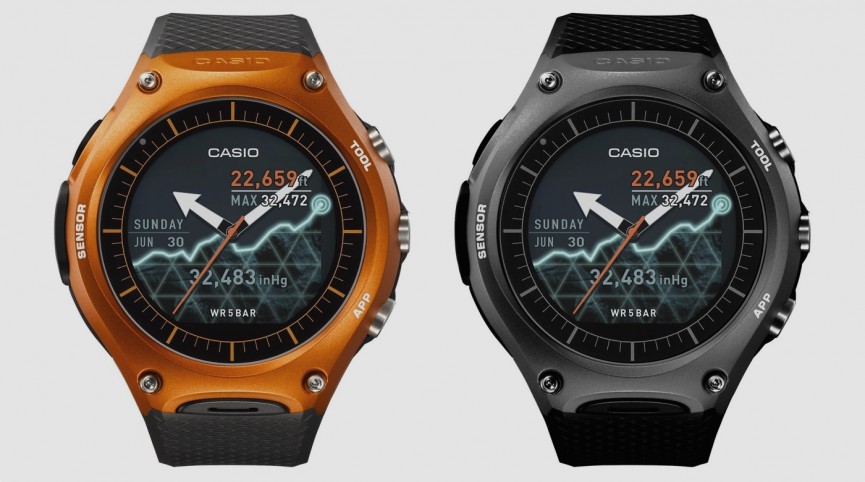 CASIO
CASIO
22,659ft
MAX 32,472
SUNDAY
JUN 30
32,483 inHg
WR5BAR
SENSOR
TOOL
APP
CASIO
CASIO
22,659ft
MAX 32,472
SUNDAY
JUN 30
32,483 inHg
WR5BAR
SENSOR
TOOL
APP